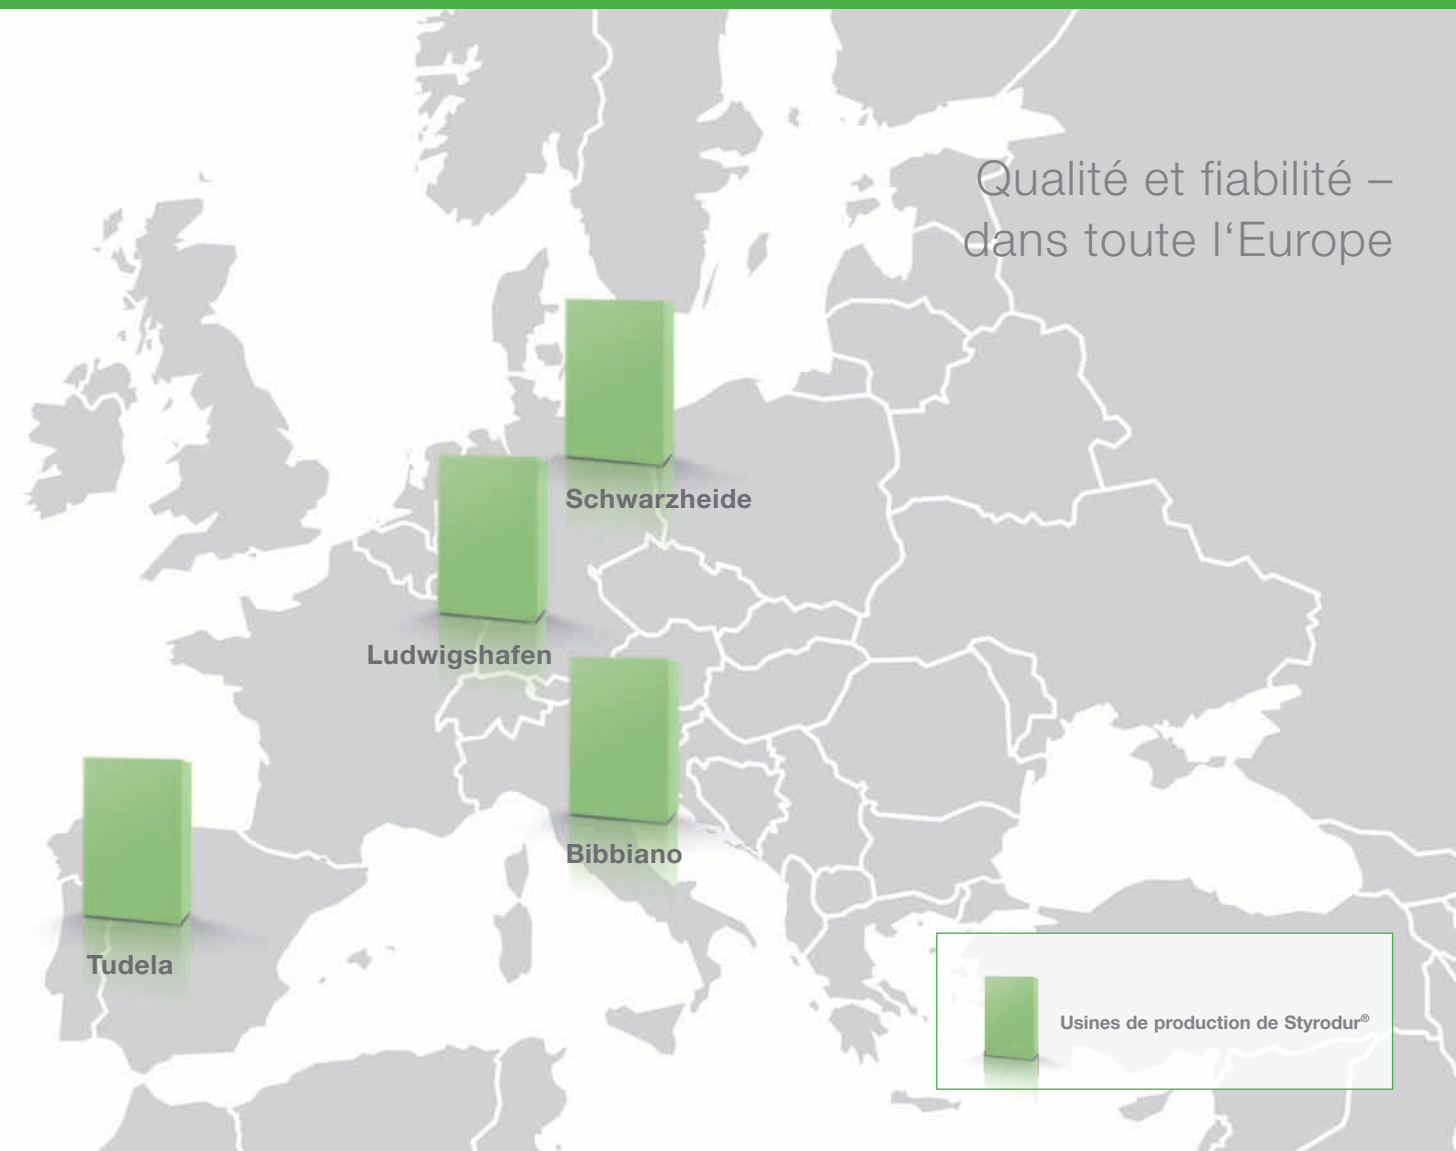 Qualité et fiabilité –
dans toute l‘Europe
Schwarzheide
Ludwigshafen
Bibbiano
Tudela
Usines de production de Styrodur®